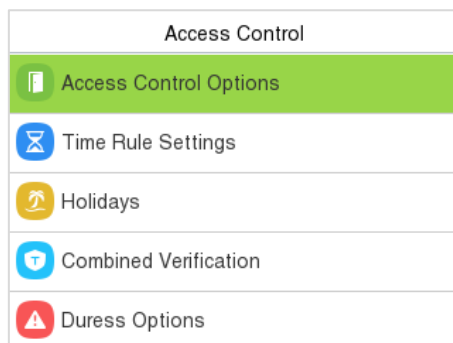 Access Control
Access Control Options
Time Rule Settings
Holidays
T
Combined Verification
Duress Options